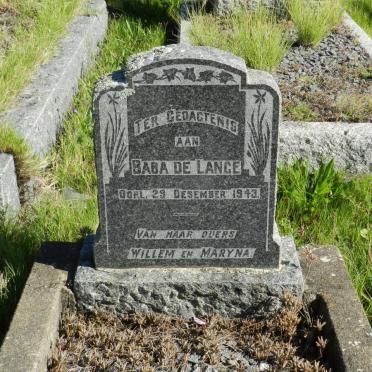 TER GEDAGTENIS
AAN
BABA DE LANGE
OORL. 29 DESEMBER 1943.
VAN HAAR OUERS
WILLEM EN MARYNA